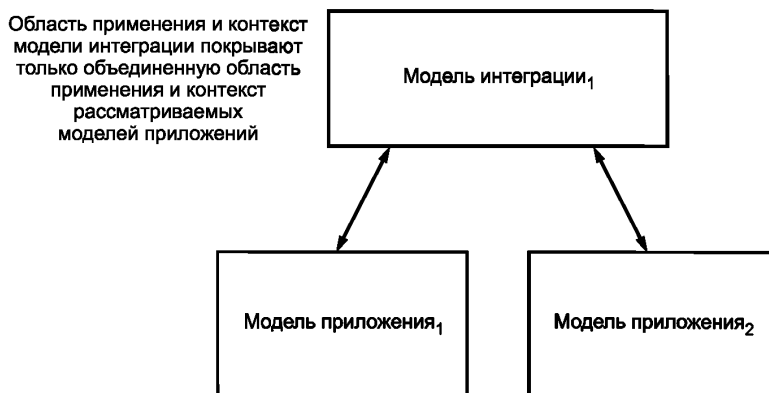 Область применения и контекст
модели интеграции покрывают
только объединенную область
применения и контекст
рассматриваемых
моделей приложений
Модель интеграции₁
Модель приложения₁
Модель приложения₂